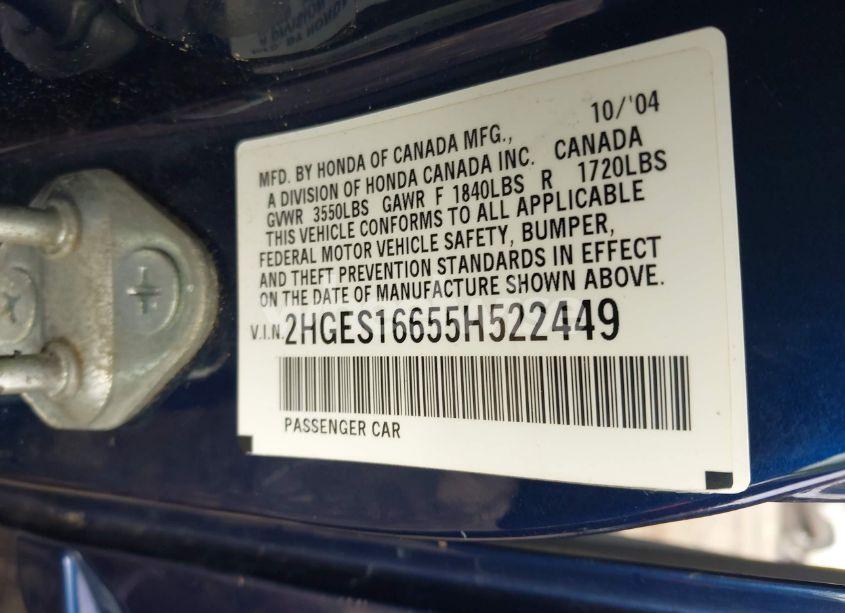 10/'04
MFD. BY HONDA OF CANADA MFG.,
A DIVISION OF HONDA CANADA INC. CANADA
GVWR 3550LBS GAWR F 1840LBS R 1720LBS
THIS VEHICLE CONFORMS TO ALL APPLICABLE
FEDERAL MOTOR VEHICLE SAFETY, BUMPER,
AND THEFT PREVENTION STANDARDS IN EFFECT
ON THE DATE OF MANUFACTURE SHOWN ABOVE.
V.I.N. 2HGES16655H522449
PASSENGER CAR